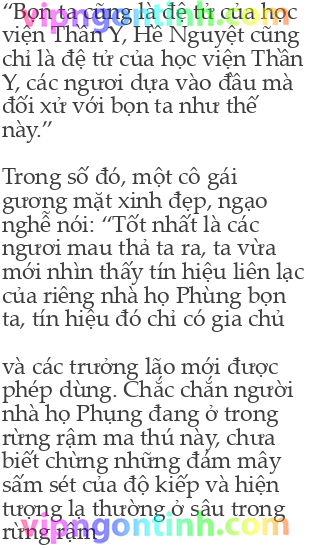 “Bọn ta cũng là đệ tử của học
viện Thần Y, Hề Nguyệt cũng
chỉ là đệ tử của học viện Thần
Y, các ngươi dựa vào đầu mà
đối xử với bọn ta như thế
này.”
Trong số đó, một cô gái
gương mặt xinh đẹp, ngạo
nghễ nói: “Tốt nhất là các
ngươi mau thả ta ra, ta vừa
mới nhìn thấy tín hiệu liên lạc
của riêng nhà họ Phùng bọn
ta, tín hiệu đó chỉ có gia chủ
và các trưởng lão mới được
phép dùng. Chắc chắn người
nhà họ Phụng đang ở trong
rừng rậm ma thú này, chưa
biết chừng những đám mây
sấm sét của độ kiếp và hiện
tượng lạ thường ở sâu trong
rừng rậm
vipngontinh.com
vipngontinh.com